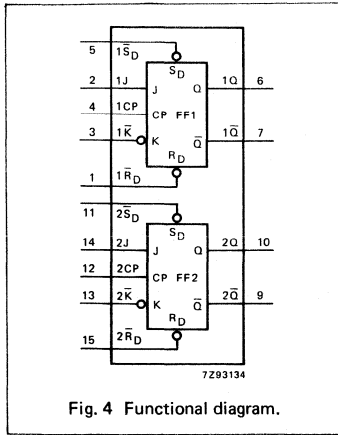 5 1S̅D
SD
2 1J J Q 1Q 6
4 1CP CP FF1
3 1K̅ K Q̅ 1Q̅ 7
RD
1 1R̅D
11 2S̅D
SD
14 2J J Q 2Q 10
12 2CP CP FF2
13 2K̅ K Q̅ 2Q̅ 9
RD
15 2R̅D
7Z93134
Fig. 4 Functional diagram.